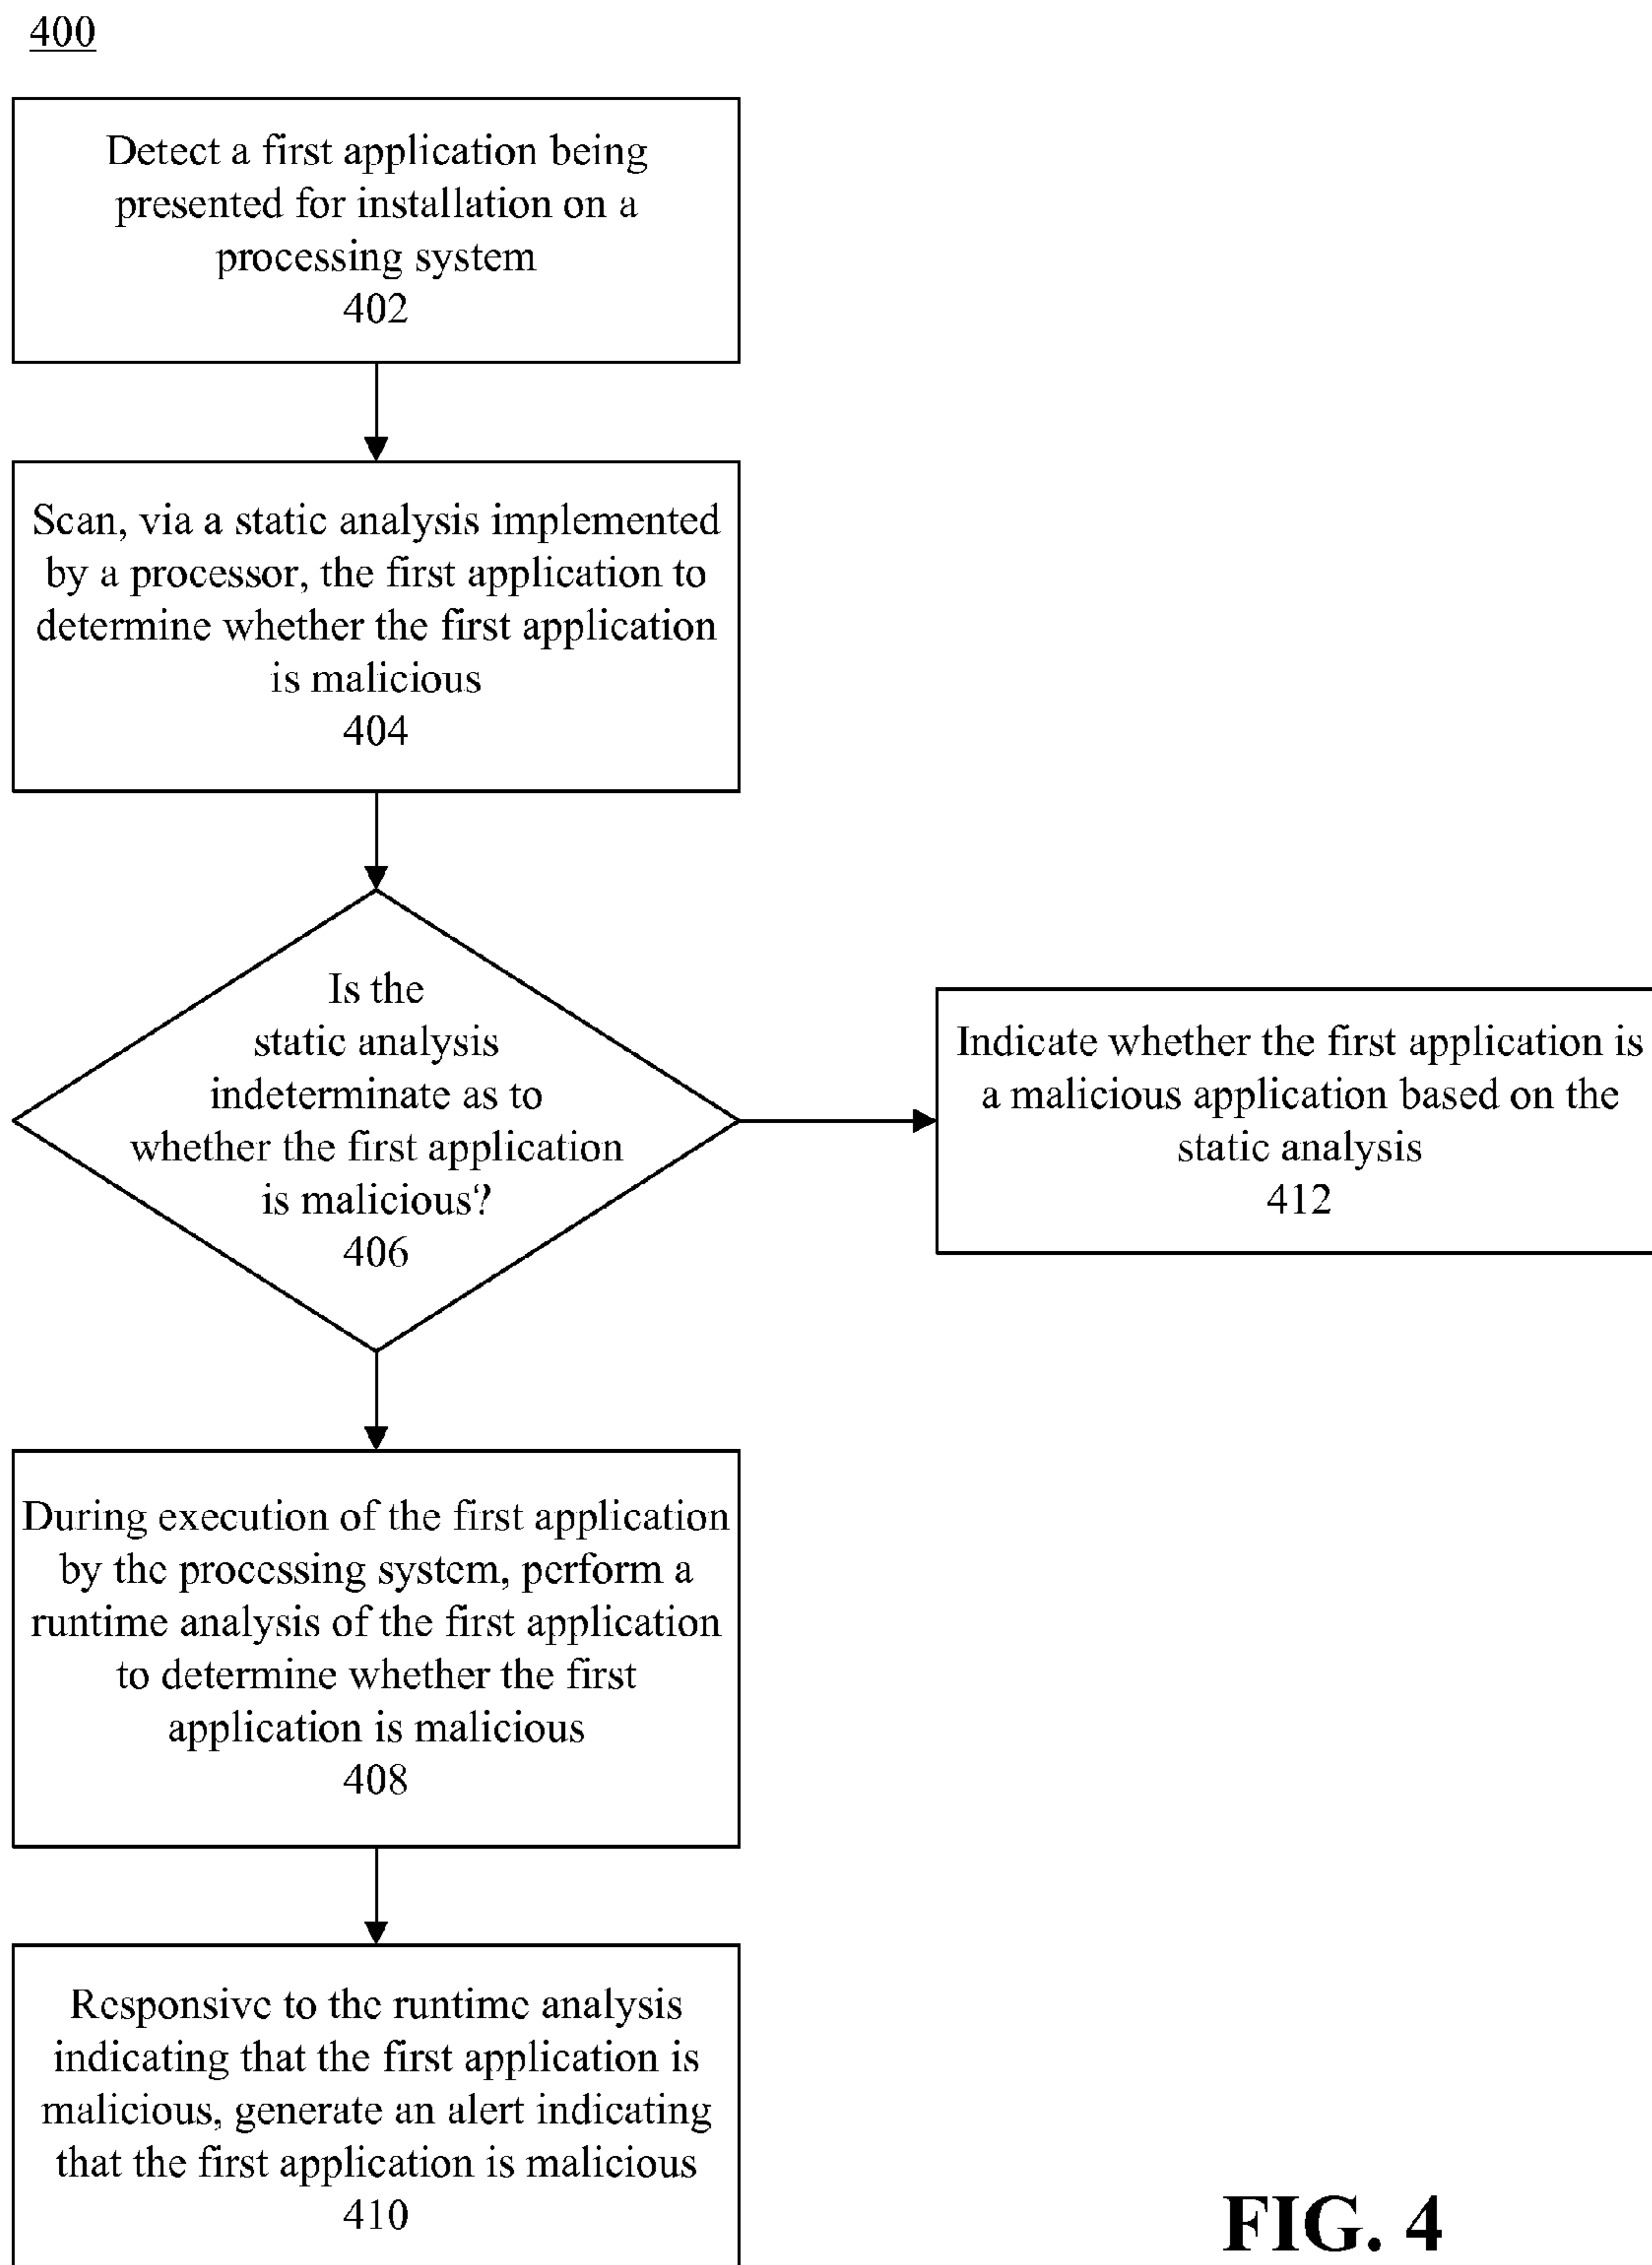 400
Detect a first application being
presented for installation on a
processing system
402
Scan, via a static analysis implemented
by a processor, the first application to
determine whether the first application
is malicious
404
Is the
static analysis
indeterminate as to
whether the first application
is malicious?
406
Indicate whether the first application is
a malicious application based on the
static analysis
412
During execution of the first application
by the processing system, perform a
runtime analysis of the first application
to determine whether the first
application is malicious
408
Responsive to the runtime analysis
indicating that the first application is
malicious, generate an alert indicating
that the first application is malicious
410
FIG. 4